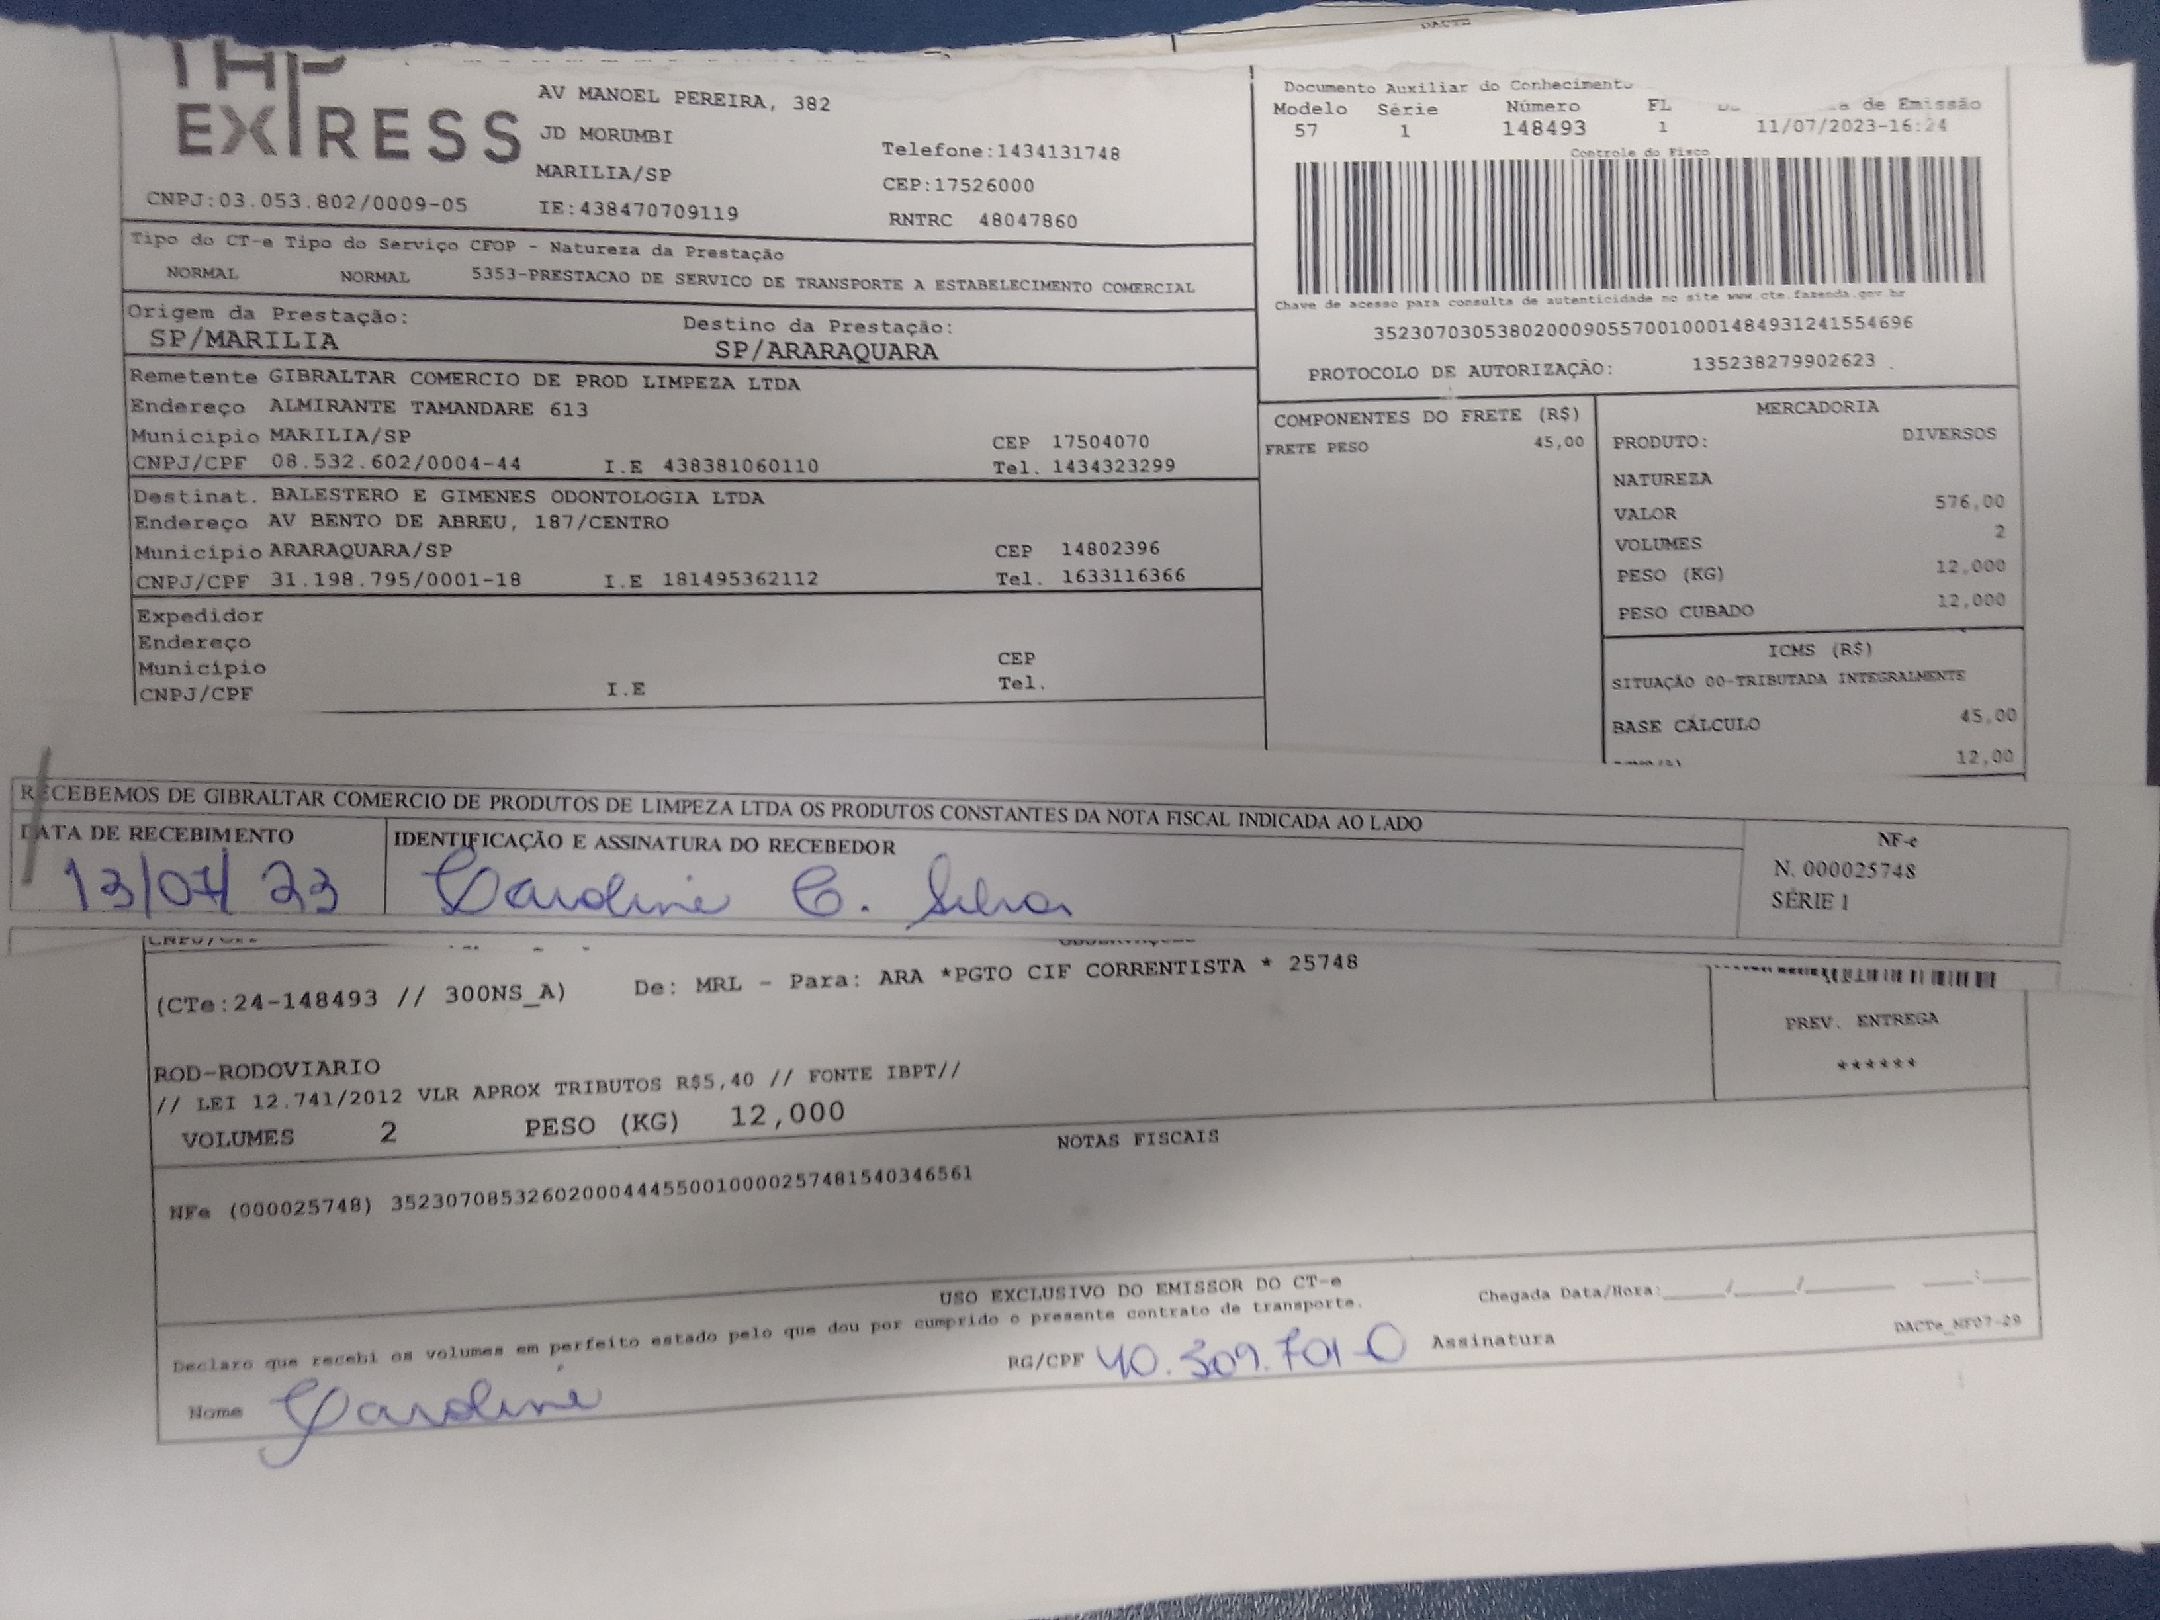 DACTE
THP
EXPRESS
AV MANOEL PEREIRA, 382
JD MORUMBI
MARILIA/SP
Telefone:1434131748
CEP:17526000
CNPJ:03.053.802/0009-05 IE:438470709119 RNTRC 48047860
Documento Auxiliar do Conhecimento
Modelo Série Número FL de Emissão
57 1 148493 1 11/07/2023-16:24
Controle do Fisco
Chave de acesso para consulta de autenticidade no site www.cte.fazenda.gov.br
35230703053802000905570010001484931241554696
PROTOCOLO DE AUTORIZAÇÃO: 135238279902623
Tipo do CT-e Tipo do Serviço CFOP - Natureza da Prestação
NORMAL NORMAL 5353-PRESTACAO DE SERVICO DE TRANSPORTE A ESTABELECIMENTO COMERCIAL
Origem da Prestação: Destino da Prestação:
SP/MARILIA SP/ARARAQUARA
Remetente GIBRALTAR COMERCIO DE PROD LIMPEZA LTDA
Endereço ALMIRANTE TAMANDARE 613
Municipio MARILIA/SP CEP 17504070
CNPJ/CPF 08.532.602/0004-44 I.E 438381060110 Tel. 1434323299
Destinat. BALESTERO E GIMENES ODONTOLOGIA LTDA
Endereço AV BENTO DE ABREU, 187/CENTRO
Município ARARAQUARA/SP CEP 14802396
CNPJ/CPF 31.198.795/0001-18 I.E 181495362112 Tel. 1633116366
Expedidor
Endereço
Município CEP
CNPJ/CPF I.E Tel.
COMPONENTES DO FRETE (R$)
FRETE PESO 45,00
MERCADORIA
PRODUTO: DIVERSOS
NATUREZA
VALOR 576,00
VOLUMES 2
PESO (KG) 12,000
PESO CUBADO 12,000
ICMS (R$)
SITUAÇÃO 00-TRIBUTADA INTEGRALMENTE
BASE CÁLCULO 45,00
12,00
RECEBEMOS DE GIBRALTAR COMERCIO DE PRODUTOS DE LIMPEZA LTDA OS PRODUTOS CONSTANTES DA NOTA FISCAL INDICADA AO LADO
DATA DE RECEBIMENTO IDENTIFICAÇÃO E ASSINATURA DO RECEBEDOR
13/07/23 Caroline C. Silva
NF-e
N. 000025748
SÉRIE 1
CNPJ/CPF OBSERVAÇÕES
(CTe:24-148493 // 300NS_A) De: MRL - Para: ARA *PGTO CIF CORRENTISTA * 25748
PREV. ENTREGA
******
ROD-RODOVIARIO
// LEI 12.741/2012 VLR APROX TRIBUTOS R$5,40 // FONTE IBPT//
VOLUMES 2 PESO (KG) 12,000
NOTAS FISCAIS
NFe (000025748) 35230708532602000444550010000257481540346561
USO EXCLUSIVO DO EMISSOR DO CT-e
Declaro que recebi os volumes em perfeito estado pelo que dou por cumprido o presente contrato de transporte.
Chegada Data/Hora:_____/_____/_______ ____:____
Nome Caroline RG/CPF 40.309.701-0 Assinatura
DACTe_NF07-29